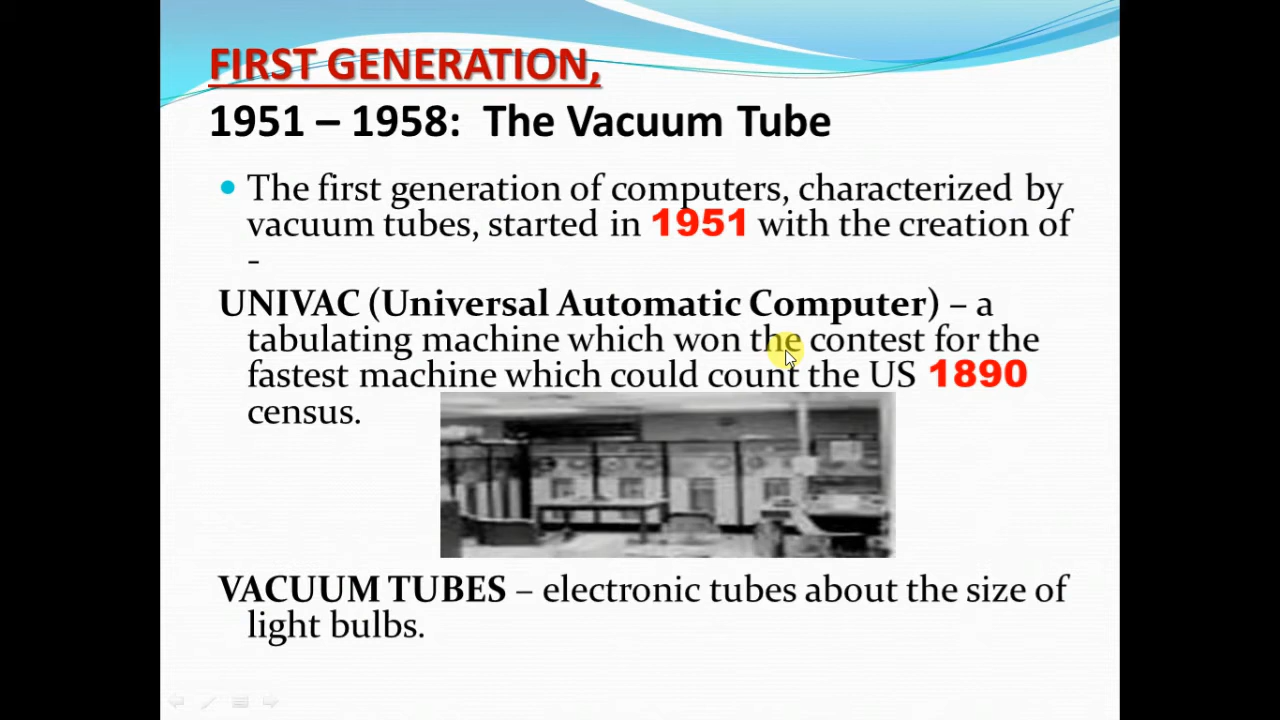 FIRST GENERATION,
1951 – 1958:  The Vacuum Tube
The first generation of computers, characterized by
vacuum tubes, started in 1951 with the creation of
-
UNIVAC (Universal Automatic Computer) – a
tabulating machine which won the contest for the
fastest machine which could count the US 1890
census.
VACUUM TUBES – electronic tubes about the size of
light bulbs.